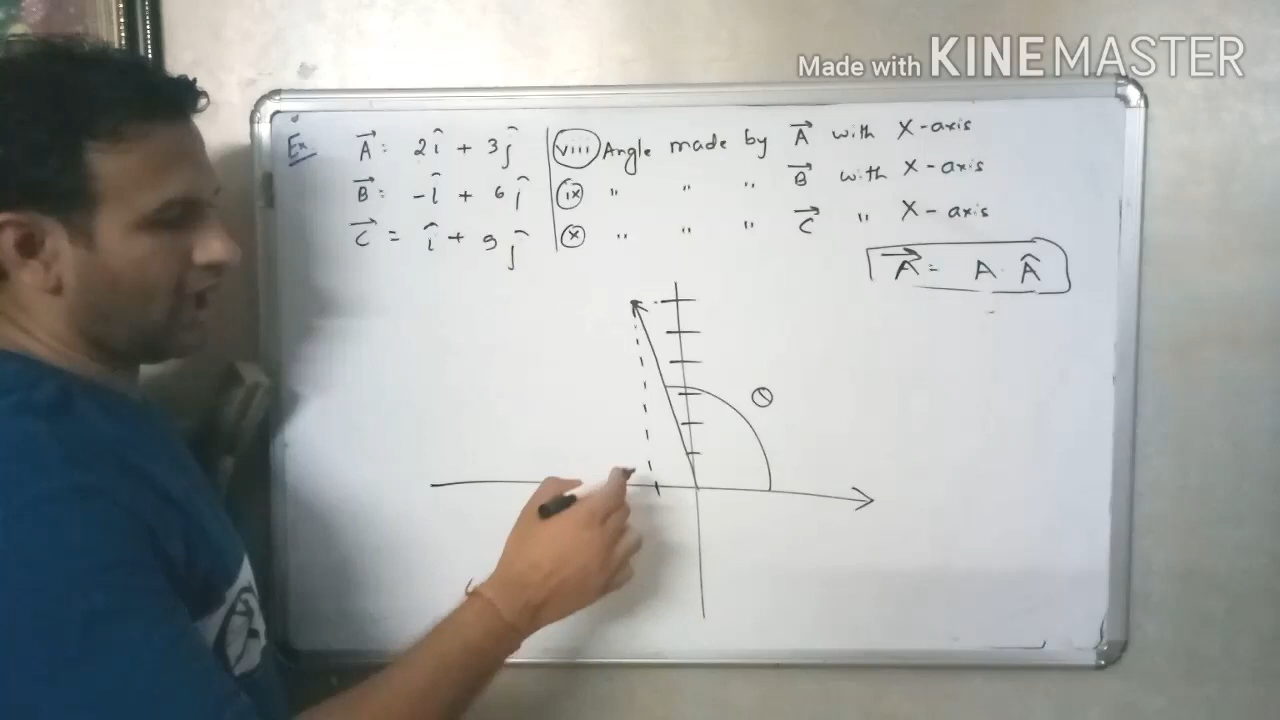 Made with KINEMASTER
Ex. A⃗ = 2î + 3ĵ (viii) Angle made by A⃗ with X-axis
B⃗ = -î + 6ĵ (ix) " " " B⃗ with X-axis
C⃗ = î + 9ĵ (x) " " " C⃗ " X-axis
A⃗ = A Â
θ